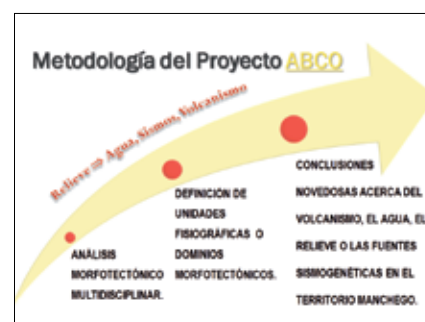 Metodología del Proyecto ABCO
Relieve ⇒ Agua, Sismos, Volcanismo
ANÁLISIS
MORFOTECTÓNICO
MULTIDISCIPLINAR.
DEFINICIÓN DE
UNIDADES
FISIOGRÁFICAS O
DOMINIOS
MORFOTECTÓNICOS.
CONCLUSIONES
NOVEDOSAS ACERCA DEL
VOLCANISMO, EL AGUA, EL
RELIEVE O LAS FUENTES
SISMOGENÉTICAS EN EL
TERRITORIO MANCHEGO.